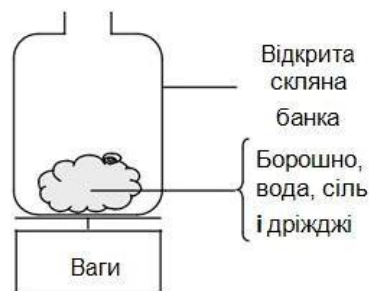 Відкрита
скляна
банка
Борошно,
вода, сіль
і дріжджі
Ваги